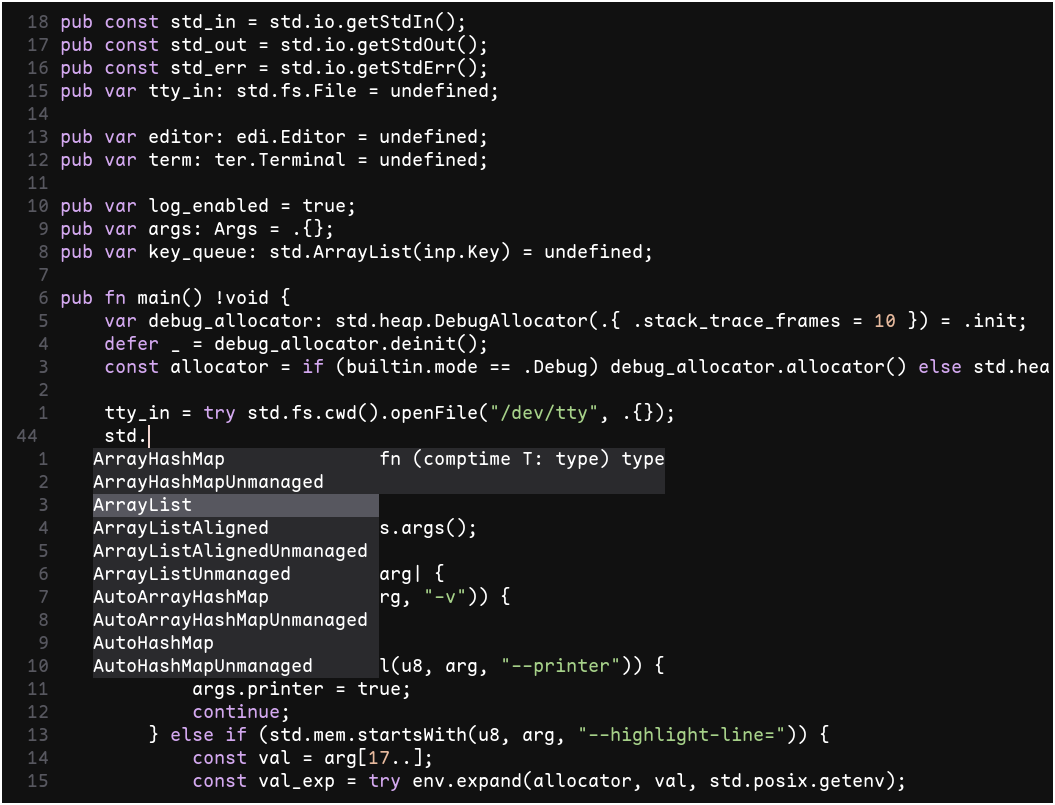 18 pub const std_in = std.io.getStdIn();
17 pub const std_out = std.io.getStdOut();
16 pub const std_err = std.io.getStdErr();
15 pub var tty_in: std.fs.File = undefined;
14
13 pub var editor: edi.Editor = undefined;
12 pub var term: ter.Terminal = undefined;
11
10 pub var log_enabled = true;
9 pub var args: Args = .{};
8 pub var key_queue: std.ArrayList(inp.Key) = undefined;
7
6 pub fn main() !void {
5     var debug_allocator: std.heap.DebugAllocator(.{ .stack_trace_frames = 10 }) = .init;
4     defer _ = debug_allocator.deinit();
3     const allocator = if (builtin.mode == .Debug) debug_allocator.allocator() else std.hea
2
1     tty_in = try std.fs.cwd().openFile("/dev/tty", .{});
44     std.
1 ArrayHashMap fn (comptime T: type) type
2 ArrayHashMapUnmanaged
3 ArrayList
4 ArrayListAligned s.args();
5 ArrayListAlignedUnmanaged
6 ArrayListUnmanaged arg| {
7 AutoArrayHashMap rg, "-v")) {
8 AutoArrayHashMapUnmanaged
9 AutoHashMap
10 AutoHashMapUnmanaged l(u8, arg, "--printer")) {
11             args.printer = true;
12             continue;
13         } else if (std.mem.startsWith(u8, arg, "--highlight-line=")) {
14             const val = arg[17..];
15             const val_exp = try env.expand(allocator, val, std.posix.getenv);